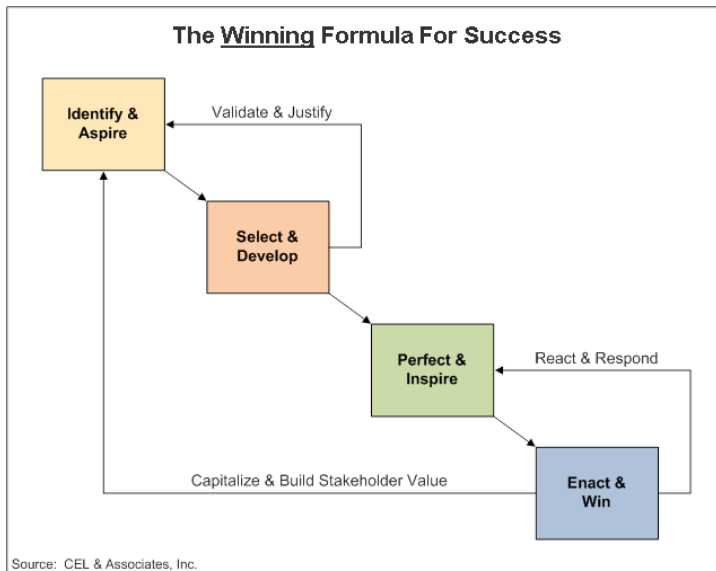 The Winning Formula For Success
Identify &
Aspire
Validate & Justify
Select &
Develop
Perfect &
Inspire
React & Respond
Capitalize & Build Stakeholder Value
Enact &
Win
Source: CEL & Associates, Inc.